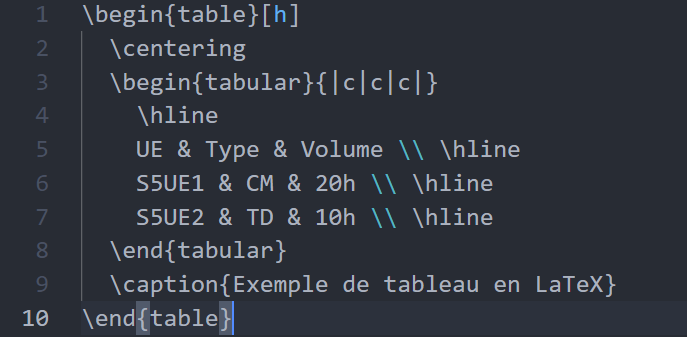 1 \begin{table}[h]
2 \centering
3 \begin{tabular}{|c|c|c|}
4 \hline
5 UE & Type & Volume \\ \hline
6 S5UE1 & CM & 20h \\ \hline
7 S5UE2 & TD & 10h \\ \hline
8 \end{tabular}
9 \caption{Exemple de tableau en LaTeX}
10 \end{table}